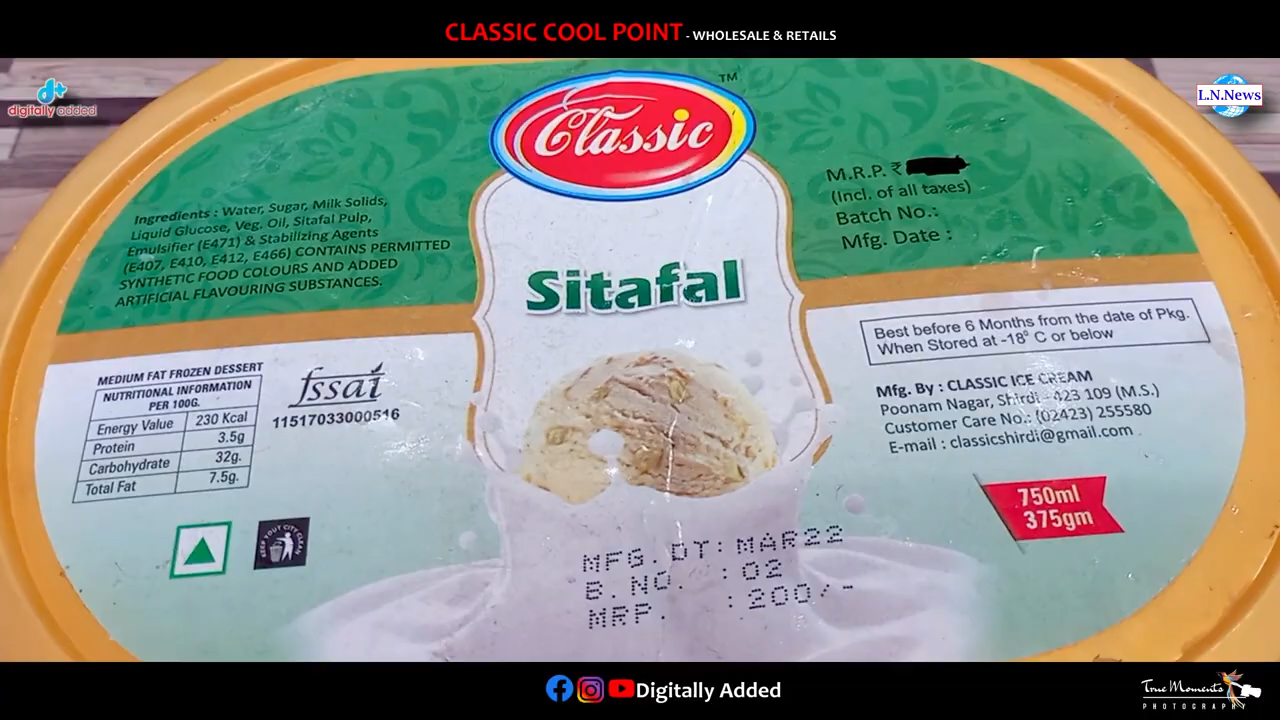 CLASSIC COOL POINT - WHOLESALE & RETAILS
d+
digitally added
L.N.News
Classic
TM
Ingredients : Water, Sugar, Milk Solids,
Liquid Glucose, Veg. Oil, Sitafal Pulp,
Emulsifier (E471) & Stabilizing Agents
(E407, E410, E412, E466) CONTAINS PERMITTED
SYNTHETIC FOOD COLOURS AND ADDED
ARTIFICIAL FLAVOURING SUBSTANCES.
M.R.P. ₹
(Incl. of all taxes)
Batch No.:
Mfg. Date :
Sitafal
Best before 6 Months from the date of Pkg.
When Stored at -18° C or below
MEDIUM FAT FROZEN DESSERT
NUTRITIONAL INFORMATION
PER 100G.
Energy Value 230 Kcal
Protein 3.5g
Carbohydrate 32g.
Total Fat 7.5g.
fssai
11517033000516
Mfg. By : CLASSIC ICE CREAM
Poonam Nagar, Shirdi - 423 109 (M.S.)
Customer Care No.: (02423) 255580
E-mail : classicshirdi@gmail.com
750ml
375gm
KEEP YOUR CITY CLEAN
MFG. DT: MAR22
B. NO. : 02
MRP. : 200/-
Digitally Added
True Moments
PHOTOGRAPH